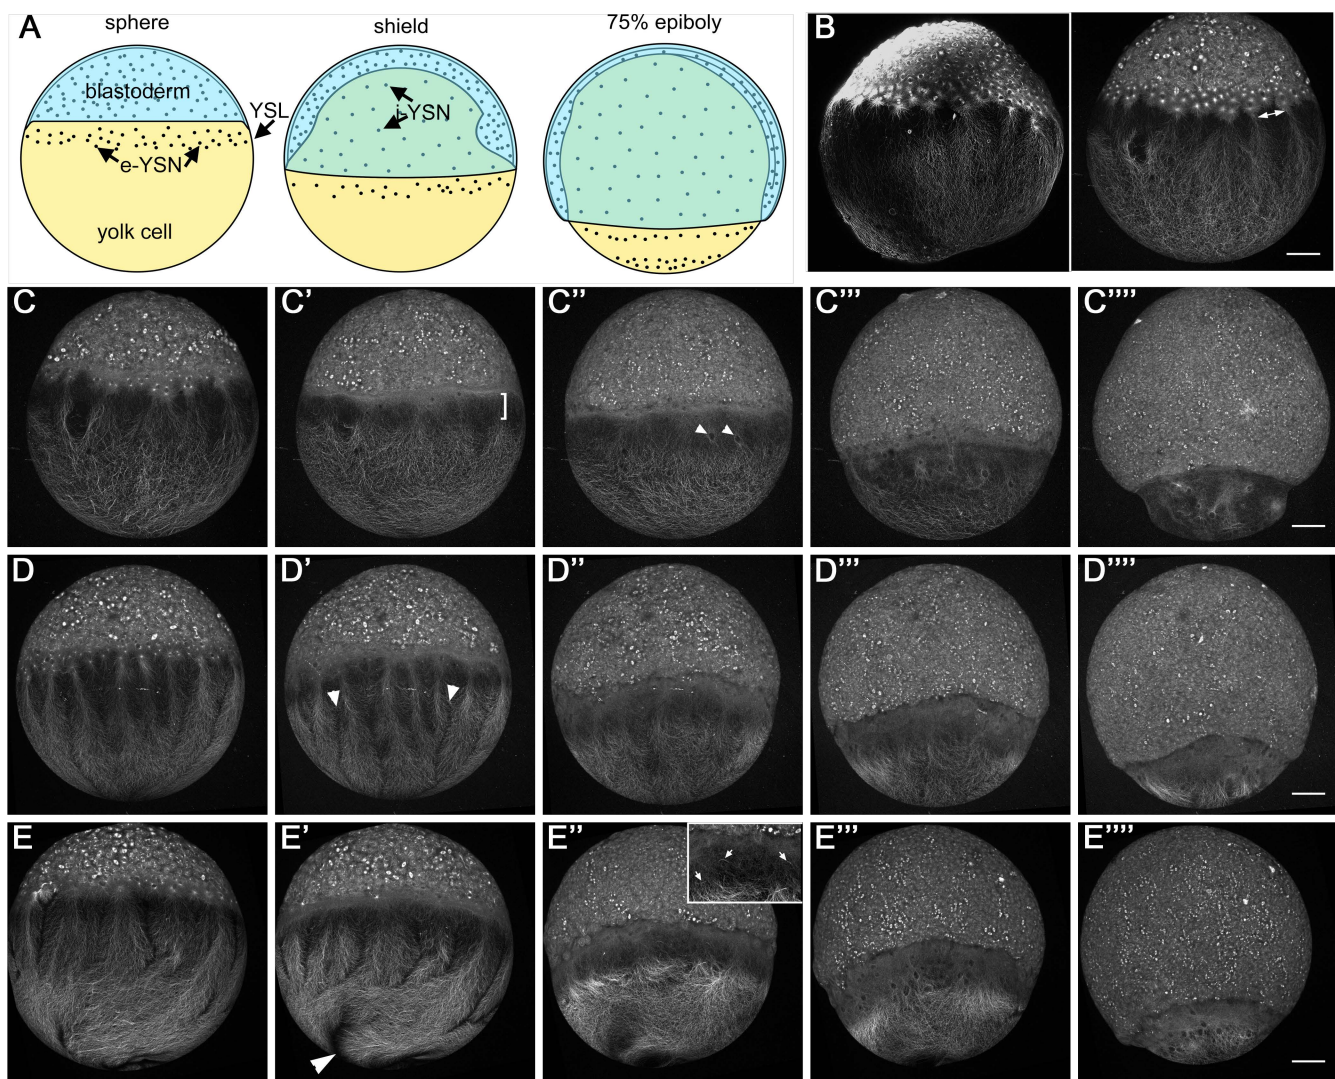 A
sphere
shield
75% epiboly
blastoderm
YSL
i-YSN
e-YSN
yolk cell
B
C
C’
C’’
C’’’
C’’’’
D
D’
D’’
D’’’
D’’’’
E
E’
E’’
E’’’
E’’’’